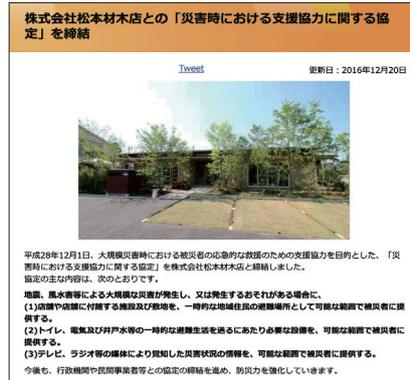 株式会社松本材木店との「災害時における支援協力に関する協
定」を締結
Tweet
更新日：2016年12月20日
平成28年12月1日、大規模災害時における被災者の応急的な救援のための支援協力を目的とした、「災
害時における支援協力に関する協定」を株式会社松本材木と締結しました。
協定の主な内容は、次のとおりです。
地震、風水害等による大規模な災害が発生し、又は発生するおそれがある場合に、
(1)店舗や店舗に付随する施設及び敷地を、一時的な地域住民の避難場所として可能な範囲で被災者に提
供する。
(2)トイレ、電気及び井戸水等の一時的な避難生活を送るにあたり必要な設備を、可能な範囲で被災者に
提供する。
(3)テレビ、ラジオ等の媒体により覚知した災害状況の情報を、可能な範囲で被災者に提供する。
今後も、行政機関や民間事業者等との協定の締結を進め、防災力を強化していきます。